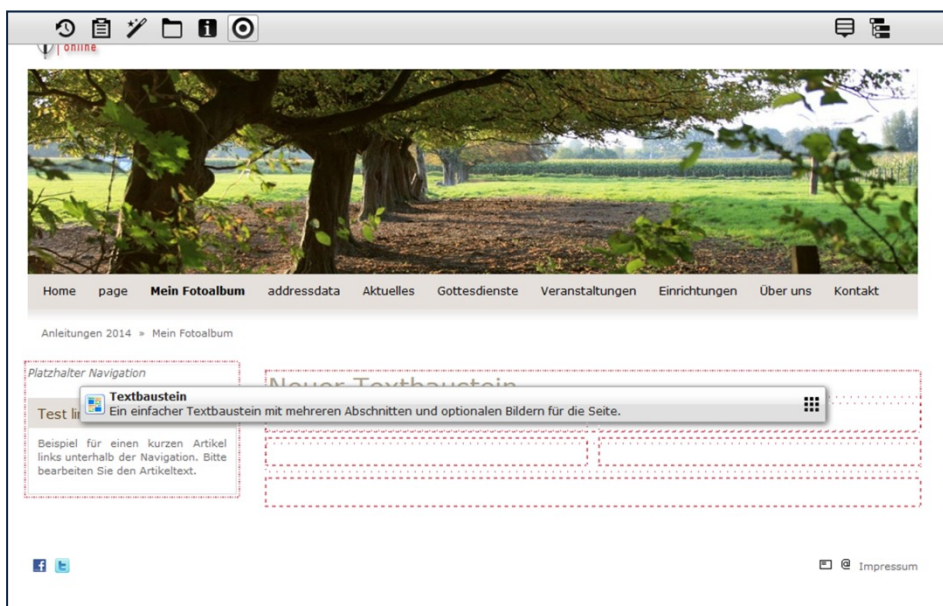 online
Home page Mein Fotoalbum addressdata Aktuelles Gottesdienste Veranstaltungen Einrichtungen Über uns Kontakt
Anleitungen 2014 » Mein Fotoalbum
Platzhalter Navigation
Neuer Textbaustein
Textbaustein
Ein einfacher Textbaustein mit mehreren Abschnitten und optionalen Bildern für die Seite.
Test
Beispiel für einen kurzen Artikel
links unterhalb der Navigation. Bitte
bearbeiten Sie den Artikeltext.
@ Impressum